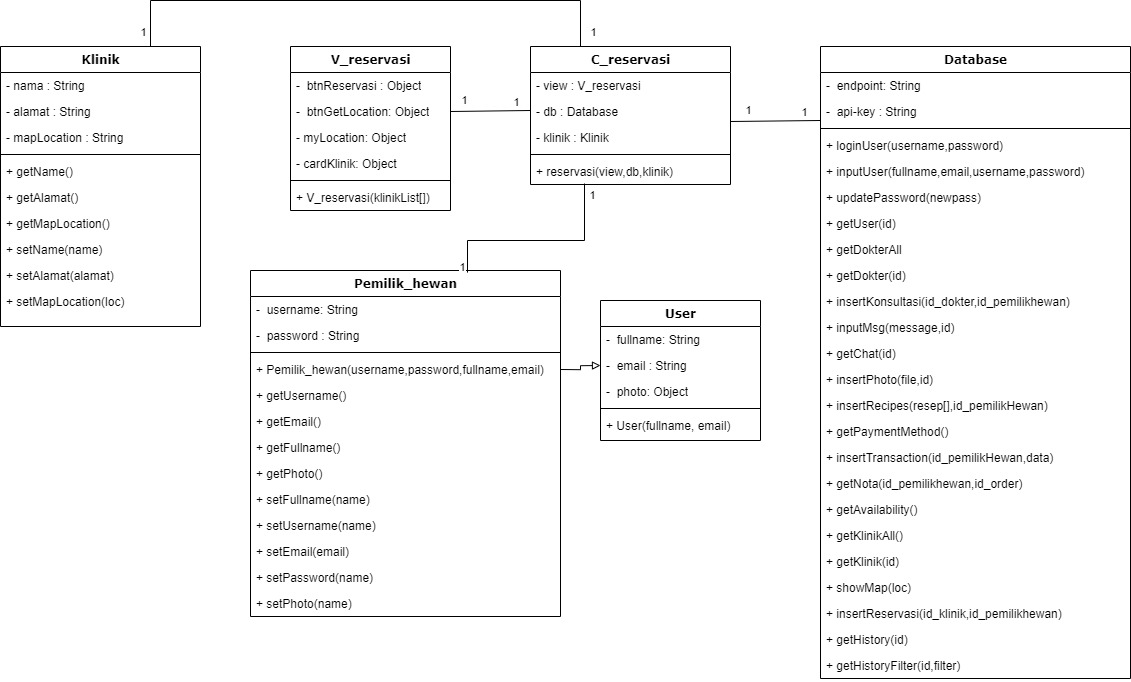 1
1
Klinik
- nama : String
- alamat : String
- mapLocation : String
+ getName()
+ getAlamat()
+ getMapLocation()
+ setName(name)
+ setAlamat(alamat)
+ setMapLocation(loc)
V_reservasi
- btnReservasi : Object
- btnGetLocation: Object
- myLocation: Object
- cardKlinik: Object
+ V_reservasi(klinikList[])
1
1
C_reservasi
- view : V_reservasi
- db : Database
- klinik : Klinik
+ reservasi(view,db,klinik)
1
1
1
1
Database
- endpoint: String
- api-key : String
+ loginUser(username,password)
+ inputUser(fullname,email,username,password)
+ updatePassword(newpass)
+ getUser(id)
+ getDokterAll
+ getDokter(id)
+ insertKonsultasi(id_dokter,id_pemilikhewan)
+ inputMsg(message,id)
+ getChat(id)
+ insertPhoto(file,id)
+ insertRecipes(resep[],id_pemilikHewan)
+ getPaymentMethod()
+ insertTransaction(id_pemilikHewan,data)
+ getNota(id_pemilikhewan,id_order)
+ getAvailability()
+ getKlinikAll()
+ getKlinik(id)
+ showMap(loc)
+ insertReservasi(id_klinik,id_pemilikhewan)
+ getHistory(id)
+ getHistoryFilter(id,filter)
Pemilik_hewan
- username: String
- password : String
+ Pemilik_hewan(username,password,fullname,email)
+ getUsername()
+ getEmail()
+ getFullname()
+ getPhoto()
+ setFullname(name)
+ setUsername(name)
+ setEmail(email)
+ setPassword(name)
+ setPhoto(name)
User
- fullname: String
- email : String
- photo: Object
+ User(fullname, email)